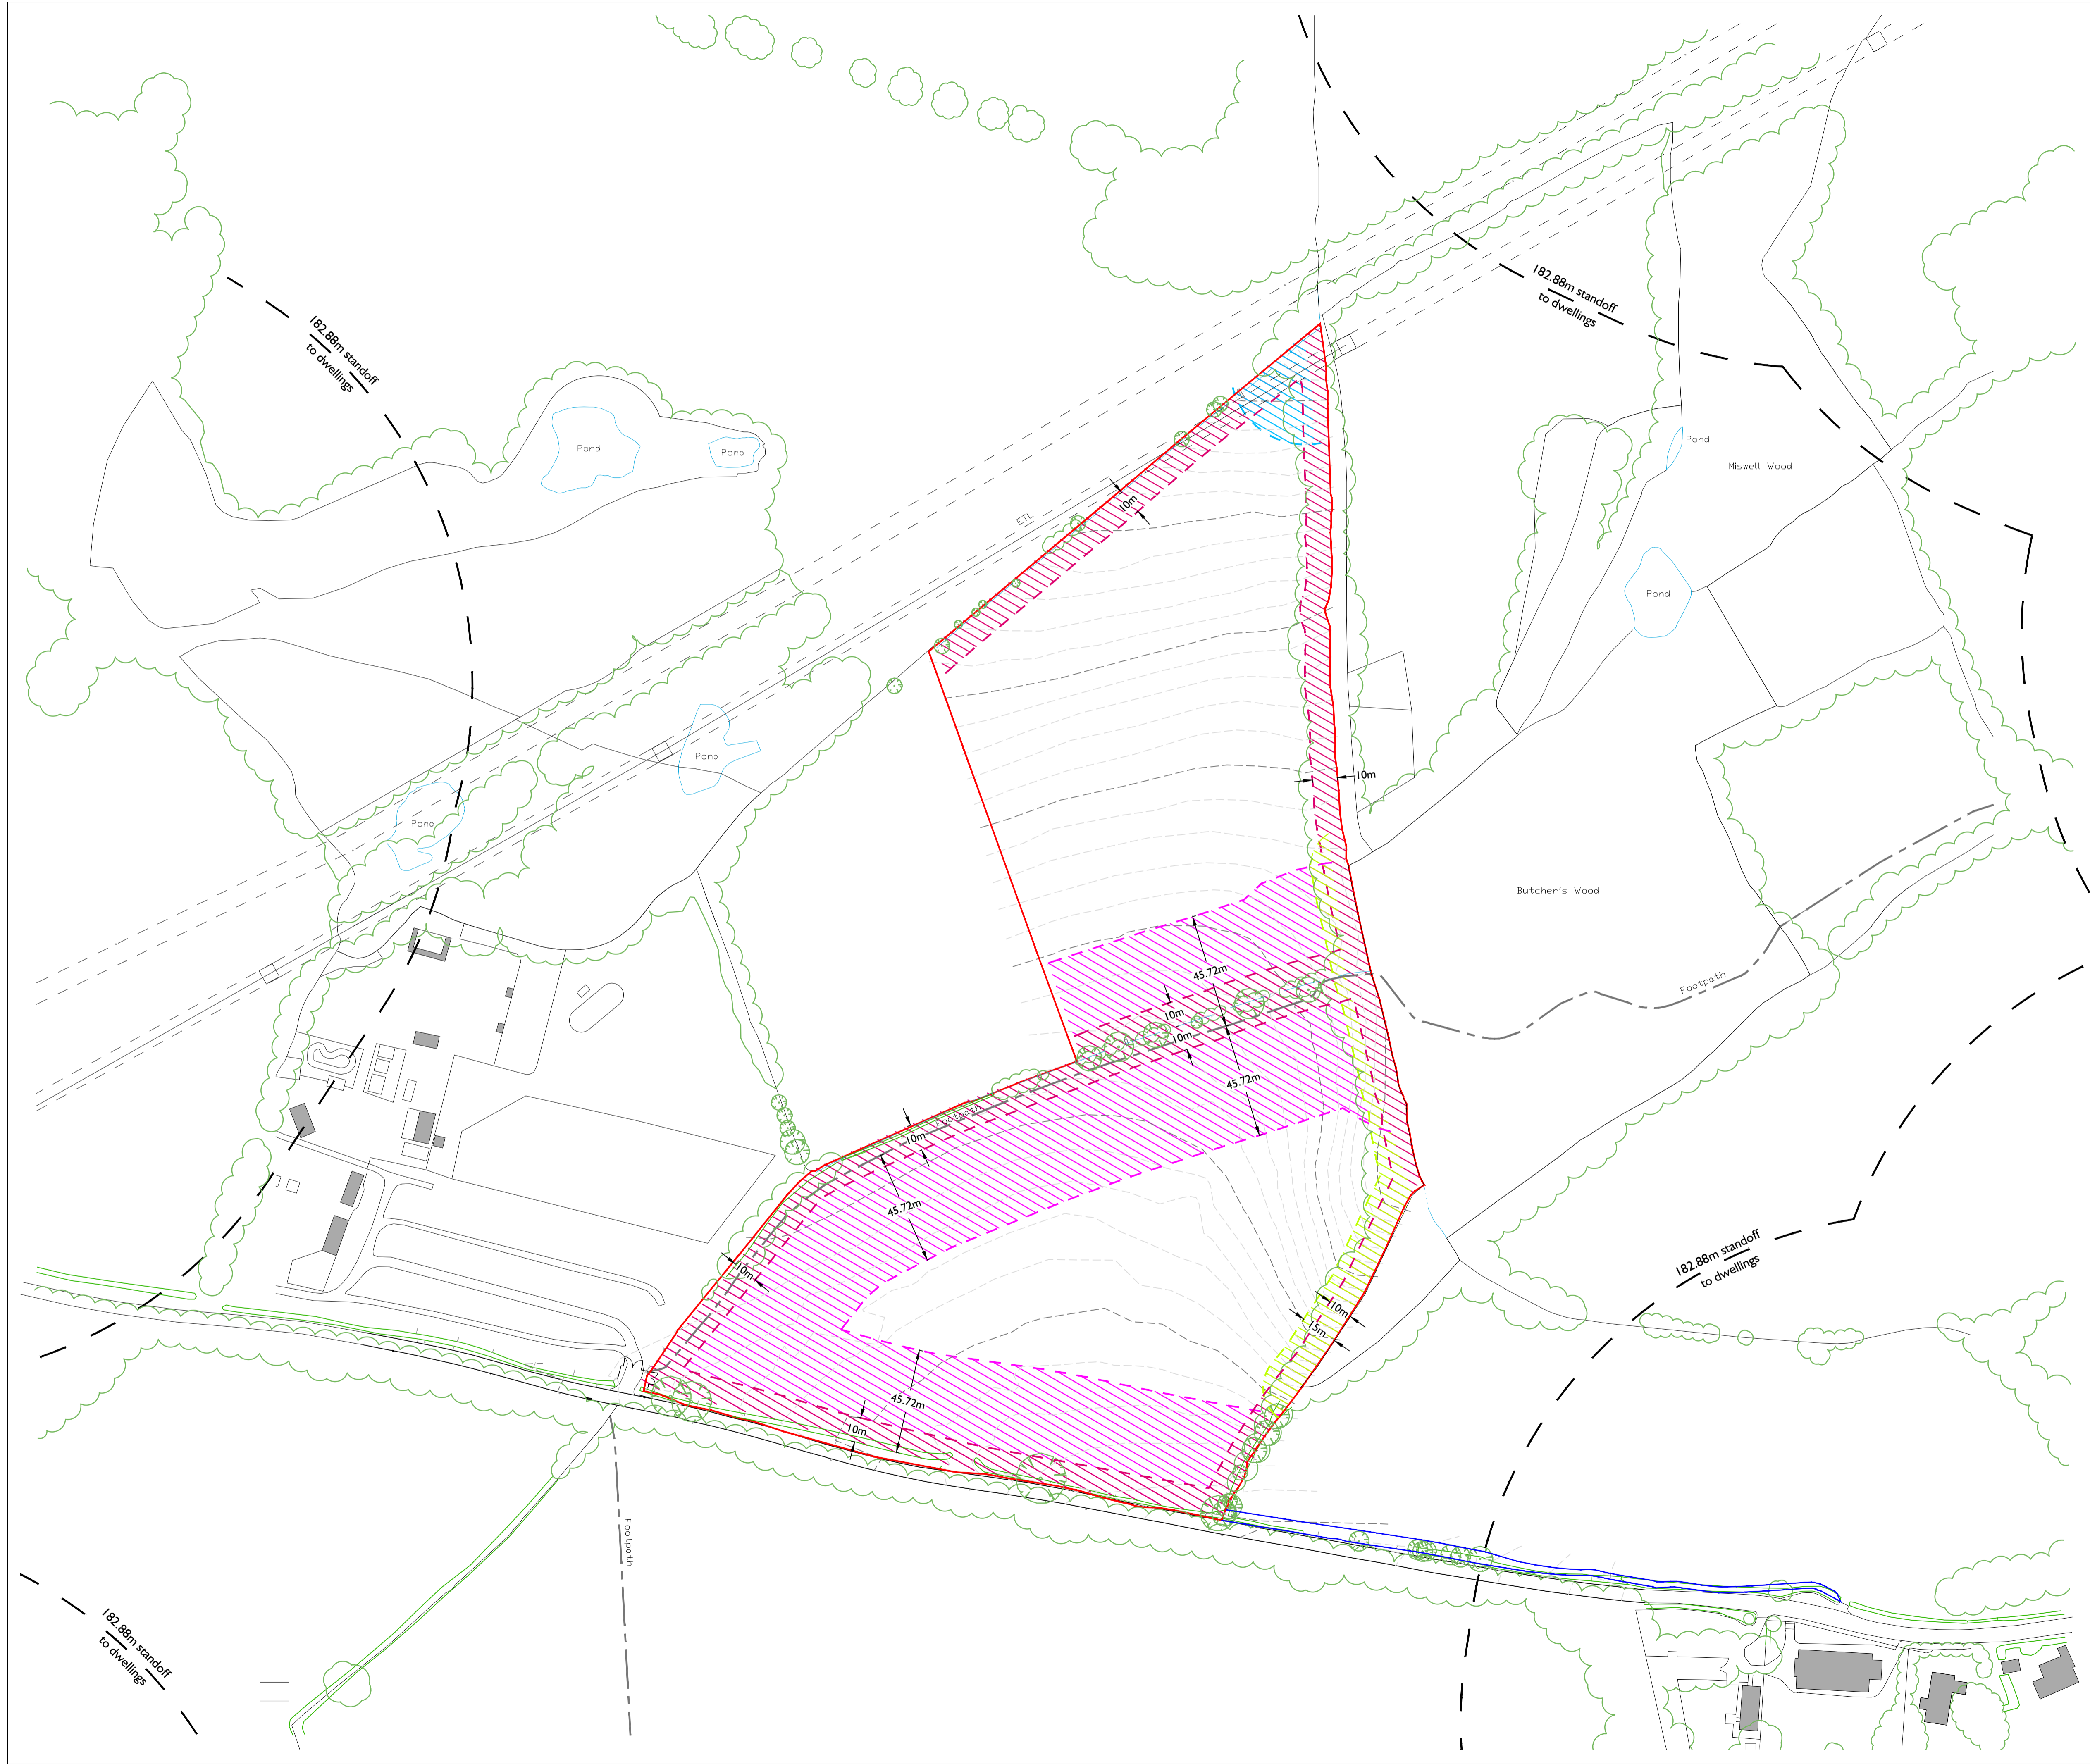 182.88m standoff
to dwellings
182.88m standoff
to dwellings
Pond
Pond
Pond
Miswell Wood
10m
ETL
Pond
Pond
10m
Pond
Butcher's Wood
45.72m
Footpath
10m
10m
45.72m
Footpath
10m
45.72m
182.88m standoff
to dwellings
10m
10m
15m
45.72m
10m
Footpath
182.88m standoff
to dwellings